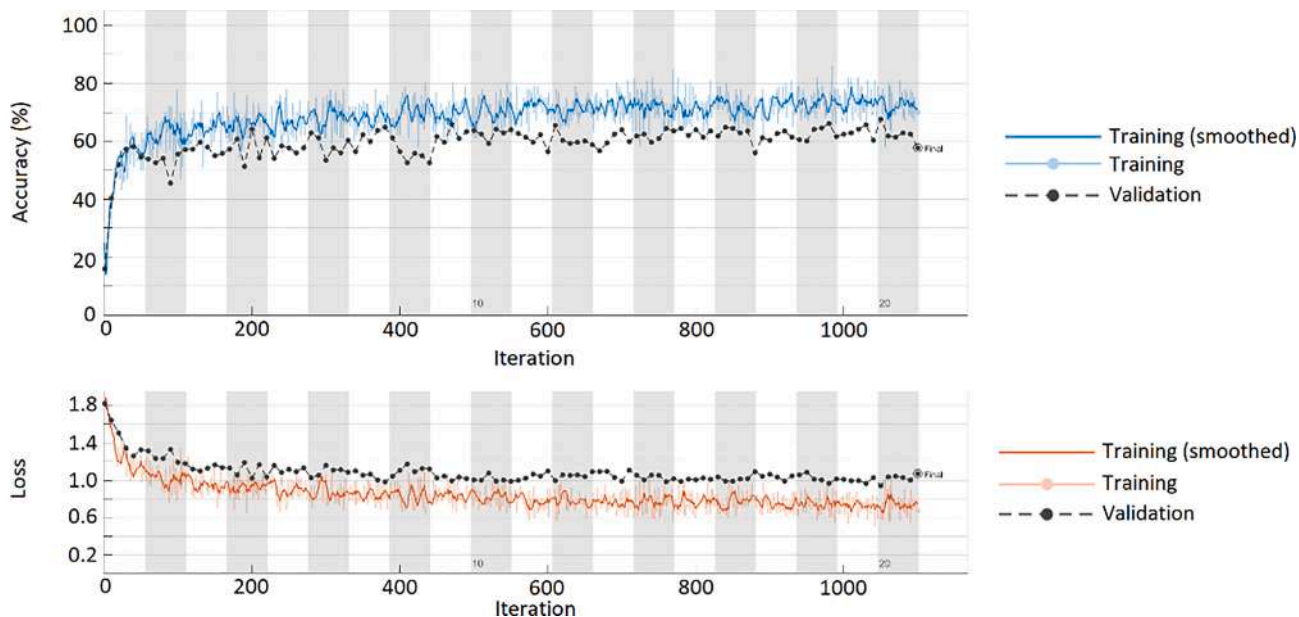 100
80
60
40
20
0
Accuracy (%)
Final
10
20
0 200 400 600 800 1000
Iteration
Training (smoothed)
Training
Validation
1.8
1.4
1.0
0.6
0.2
Loss
Final
10
20
0 200 400 600 800 1000
Iteration
Training (smoothed)
Training
Validation